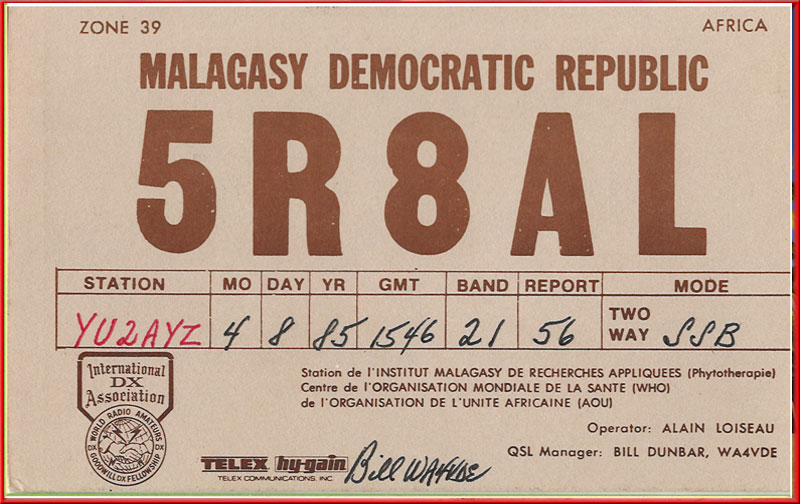 ZONE 39 AFRICA
MALAGASY DEMOCRATIC REPUBLIC
5R8AL
STATION MO DAY YR GMT BAND REPORT MODE
YU2AYZ 4 8 85 1546 21 56 TWO WAY SSB
International
DX
Association
WORLD RADIO AMATEURS
DX DX
GOODWILL DX FELLOWSHIP
Station de l'INSTITUT MALAGASY DE RECHERCHES APPLIQUEES (Phytotherapie)
Centre de l'ORGANISATION MONDIALE DE LA SANTE (WHO)
de l'ORGANISATION DE L'UNITE AFRICAINE (AOU)
Operator: ALAIN LOISEAU
QSL Manager: BILL DUNBAR, WA4VDE
TELEX hy-gain
TELEX COMMUNICATIONS, INC.
Bill WA4VDE